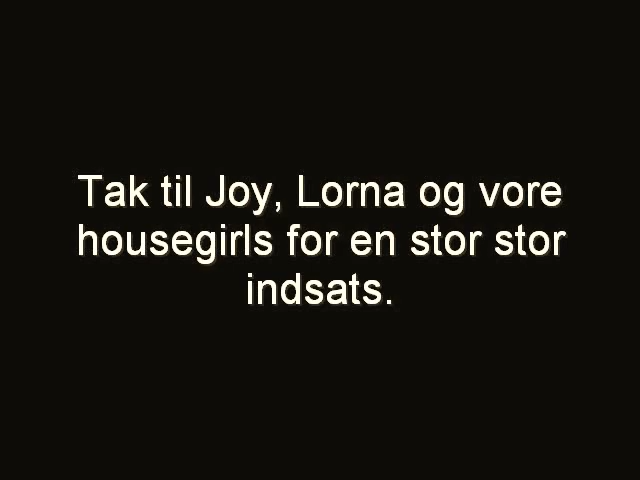 Tak til Joy, Lorna og vore
housegirls for en stor stor
indsats.